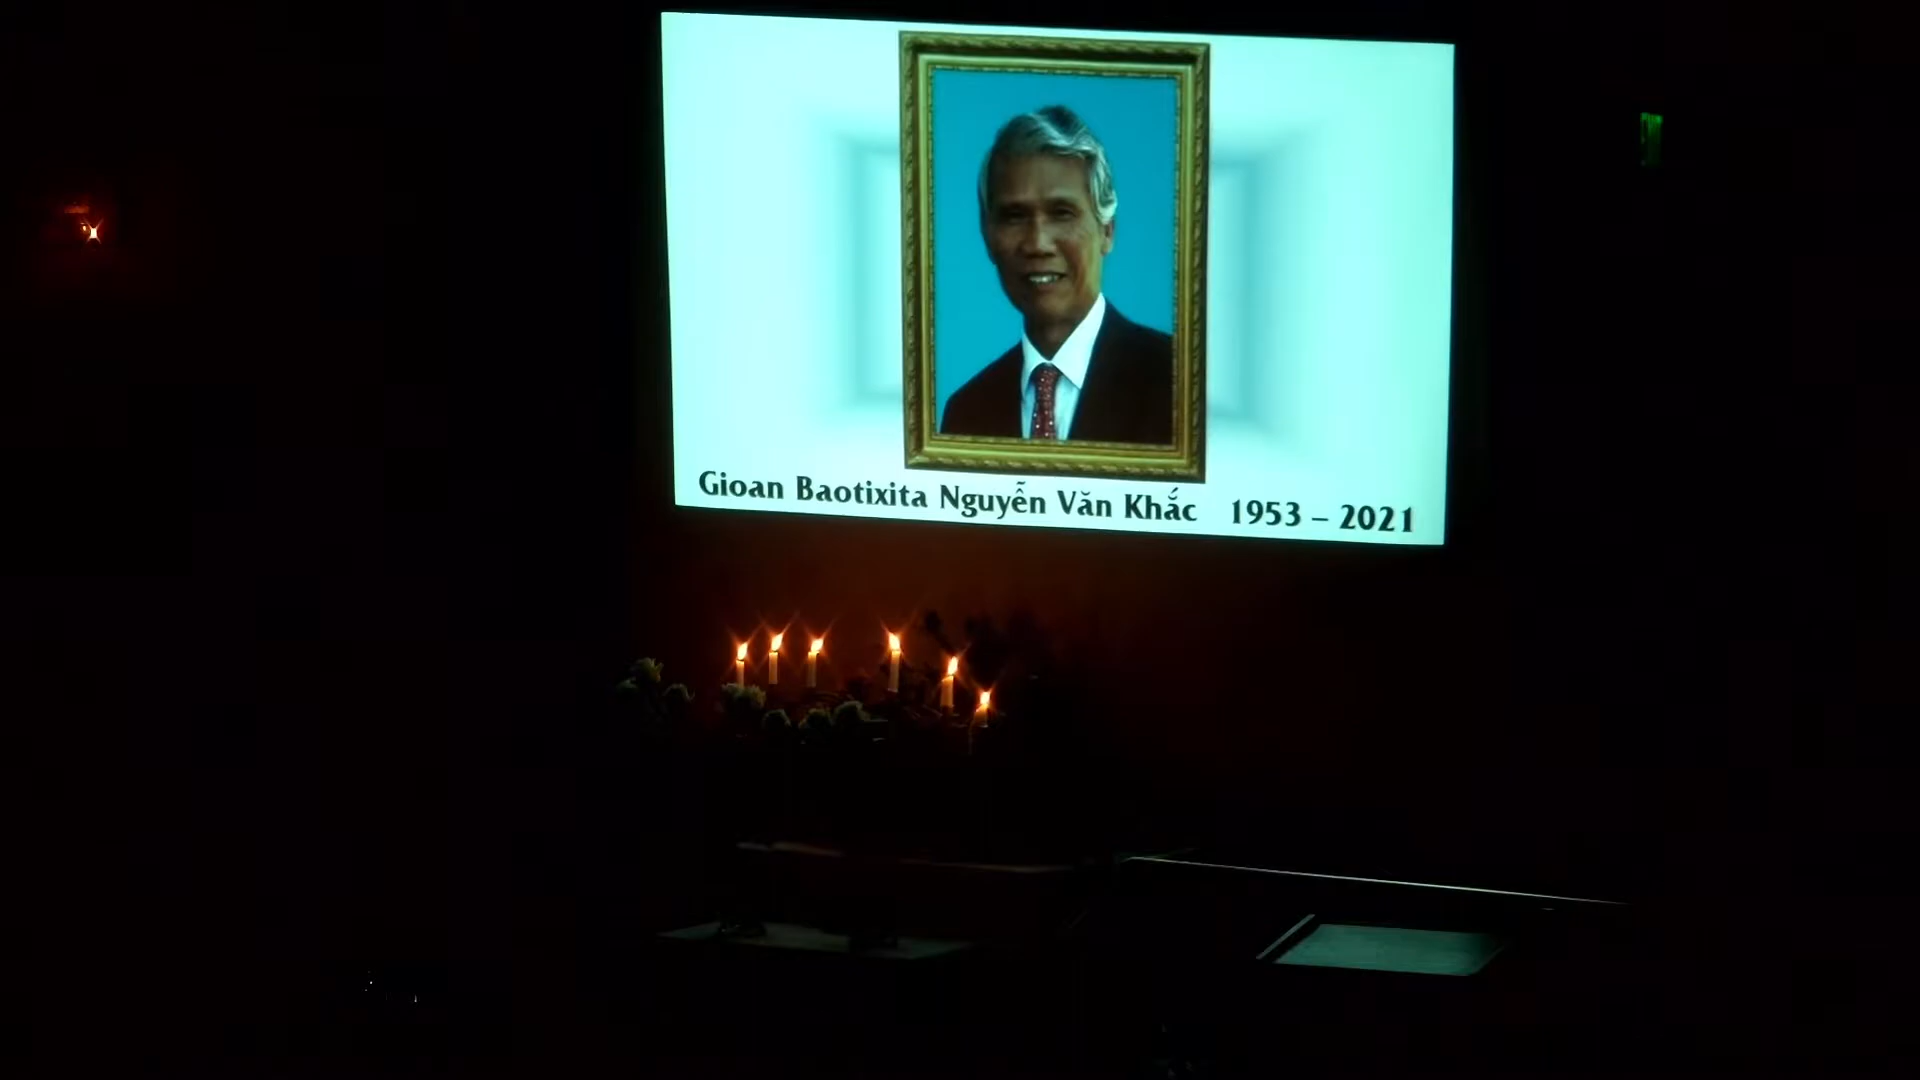 Gioan Baotixita Nguyễn Văn Khắc 1953 – 2021